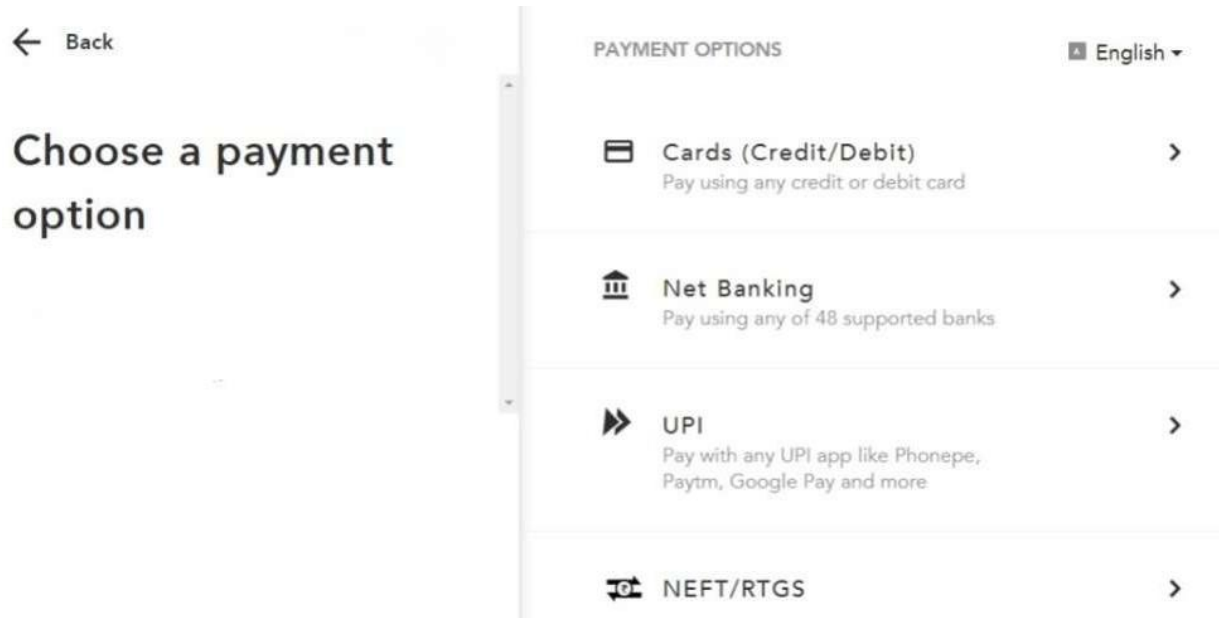 Back
Choose a payment
option
PAYMENT OPTIONS
English
Cards (Credit/Debit)
Pay using any credit or debit card
Net Banking
Pay using any of 48 supported banks
UPI
Pay with any UPI app like Phonepe,
Paytm, Google Pay and more
NEFT/RTGS